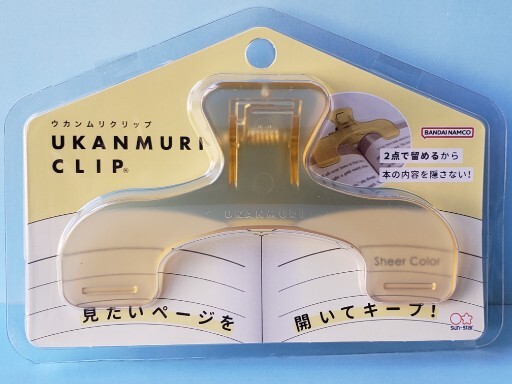 ウカンムリクリップ
UKANMURI
CLIP®
BANDAI NAMCO
2点で留めるから
本の内容を隠さない!
UKANMURI
Sheer Color
見たいページを
開いてキープ!
sun-star